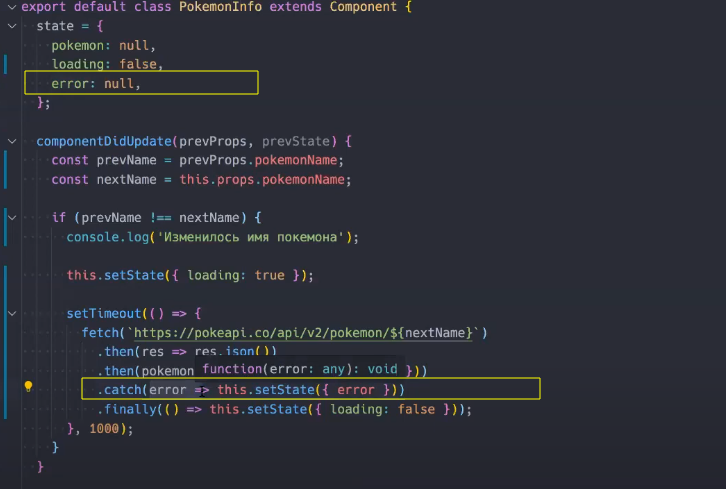 export default class PokemonInfo extends Component {
state = {
pokemon: null,
loading: false,
error: null,
};
componentDidUpdate(prevProps, prevState) {
const prevName = prevProps.pokemonName;
const nextName = this.props.pokemonName;
if (prevName !== nextName) {
console.log('Изменилось имя покемона');
this.setState({ loading: true });
setTimeout(() => {
fetch(`https://pokeapi.co/api/v2/pokemon/${nextName}`)
.then(res => res.json())
.then(pokemon }))
function(error: any): void
.catch(error => this.setState({ error }))
.finally(() => this.setState({ loading: false }));
}, 1000);
}
}